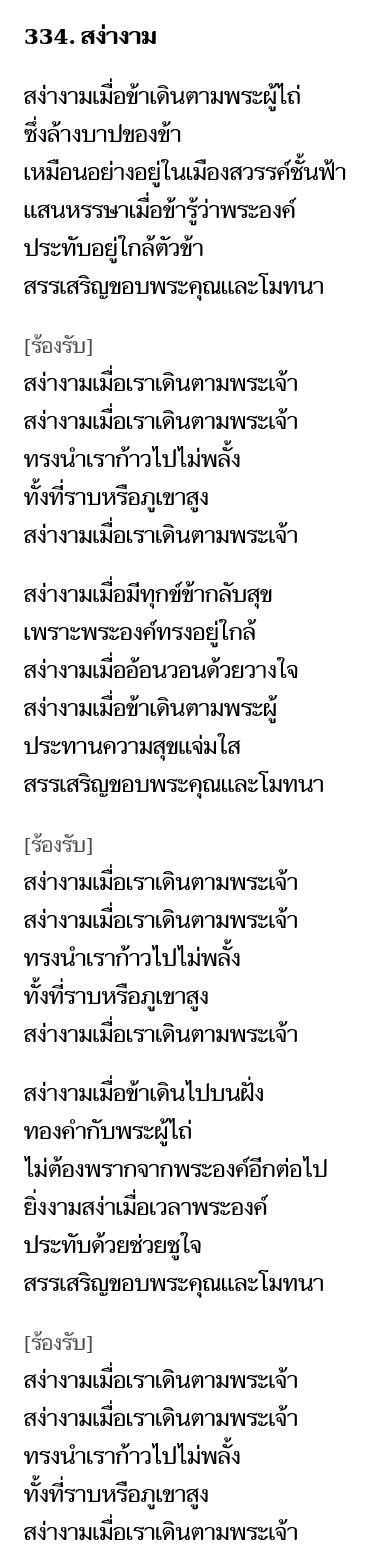 334. สง่างาม
สง่างามเมื่อข้าเดินตามพระผู้ไถ่
ซึ่งล้างบาปของข้า
เหมือนอย่างอยู่ในเมืองสวรรค์ชั้นฟ้า
แสนหรรษาเมื่อข้ารู้ว่าพระองค์
ประทับอยู่ใกล้ตัวข้า
สรรเสริญขอบพระคุณและโมทนา
[ร้องรับ]
สง่างามเมื่อเราเดินตามพระเจ้า
สง่างามเมื่อเราเดินตามพระเจ้า
ทรงนำเราก้าวไปไม่พลั้ง
ทั้งที่ราบหรือภูเขาสูง
สง่างามเมื่อเราเดินตามพระเจ้า
สง่างามเมื่อมีทุกข์ข้ากลับสุข
เพราะพระองค์ทรงอยู่ใกล้
สง่างามเมื่ออ้อนวอนด้วยวางใจ
สง่างามเมื่อข้าเดินตามพระผู้
ประทานความสุขแจ่มใส
สรรเสริญขอบพระคุณและโมทนา
[ร้องรับ]
สง่างามเมื่อเราเดินตามพระเจ้า
สง่างามเมื่อเราเดินตามพระเจ้า
ทรงนำเราก้าวไปไม่พลั้ง
ทั้งที่ราบหรือภูเขาสูง
สง่างามเมื่อเราเดินตามพระเจ้า
สง่างามเมื่อข้าเดินไปบนฝั่ง
ทองคำกับพระผู้ไถ่
ไม่ต้องพรากจากพระองค์อีกต่อไป
ยิ่งงามสง่าเมื่อเวลาพระองค์
ประทับด้วยช่วยชูใจ
สรรเสริญขอบพระคุณและโมทนา
[ร้องรับ]
สง่างามเมื่อเราเดินตามพระเจ้า
สง่างามเมื่อเราเดินตามพระเจ้า
ทรงนำเราก้าวไปไม่พลั้ง
ทั้งที่ราบหรือภูเขาสูง
สง่างามเมื่อเราเดินตามพระเจ้า